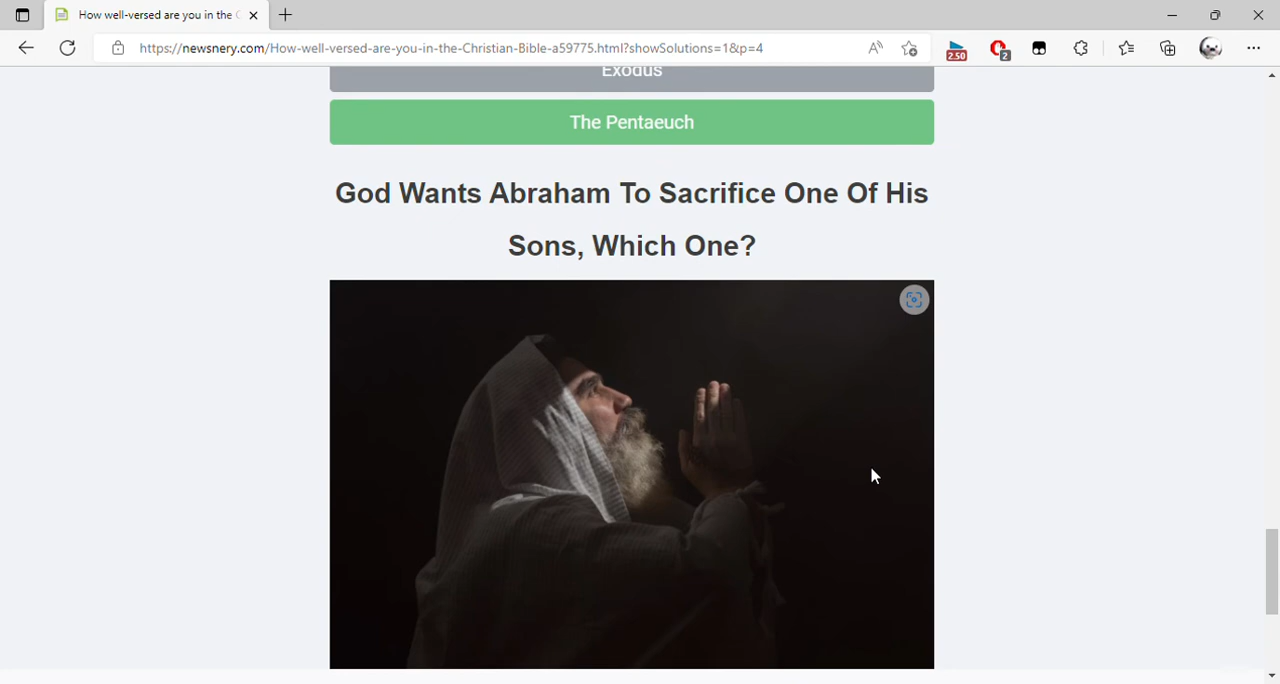 How well-versed are you in the C
https://newsnery.com/How-well-versed-are-you-in-the-Christian-Bible-a59775.html?showSolutions=1&p=4
2.50
2
Exodus
The Pentaeuch
God Wants Abraham To Sacrifice One Of His
Sons, Which One?